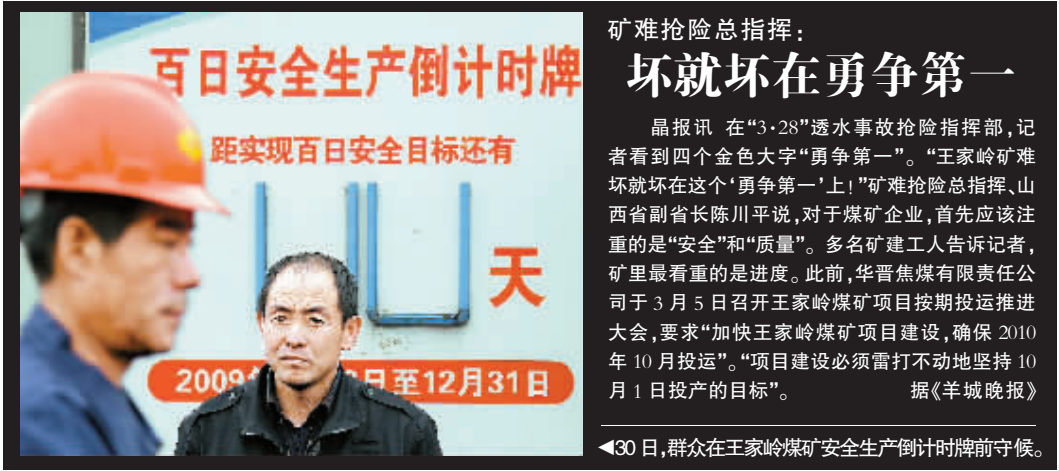 百日安全生产倒计时牌
距实现百日安全目标还有
天
2009
日至12月31日
矿难抢险总指挥：
坏就坏在勇争第一
晶报讯 在“3·28”透水事故抢险指挥部，记
者看到四个金色大字“勇争第一”。“王家岭矿难
坏就坏在这个‘勇争第一’上！”矿难抢险总指挥、山
西省副省长陈川平说，对于煤矿企业，首先应该注
重的是“安全”和“质量”。多名矿建工人告诉记者，
矿里最看重的是进度。此前，华晋焦煤有限责任公
司于 3 月 5 日召开王家岭煤矿项目按期投运推进
大会，要求“加快王家岭煤矿项目建设，确保 2010
年 10 月投运”。“项目建设必须雷打不动地坚持 10
月 1 日投产的目标”。 据《羊城晚报》
◀30 日，群众在王家岭煤矿安全生产倒计时牌前守候。